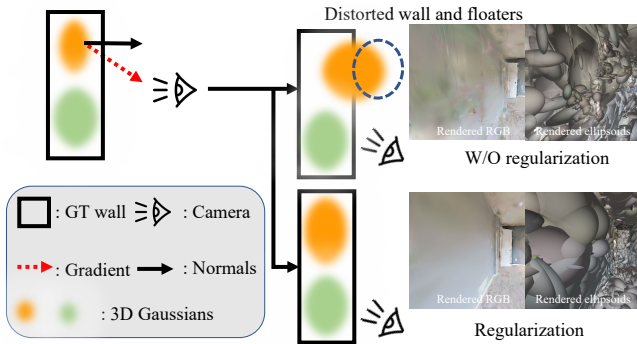 Distorted wall and floaters
Rendered RGB
Rendered ellipsoids
W/O regularization
: GT wall
: Camera
: Gradient
: Normals
: 3D Gaussians
Rendered RGB
Rendered ellipsoids
Regularization